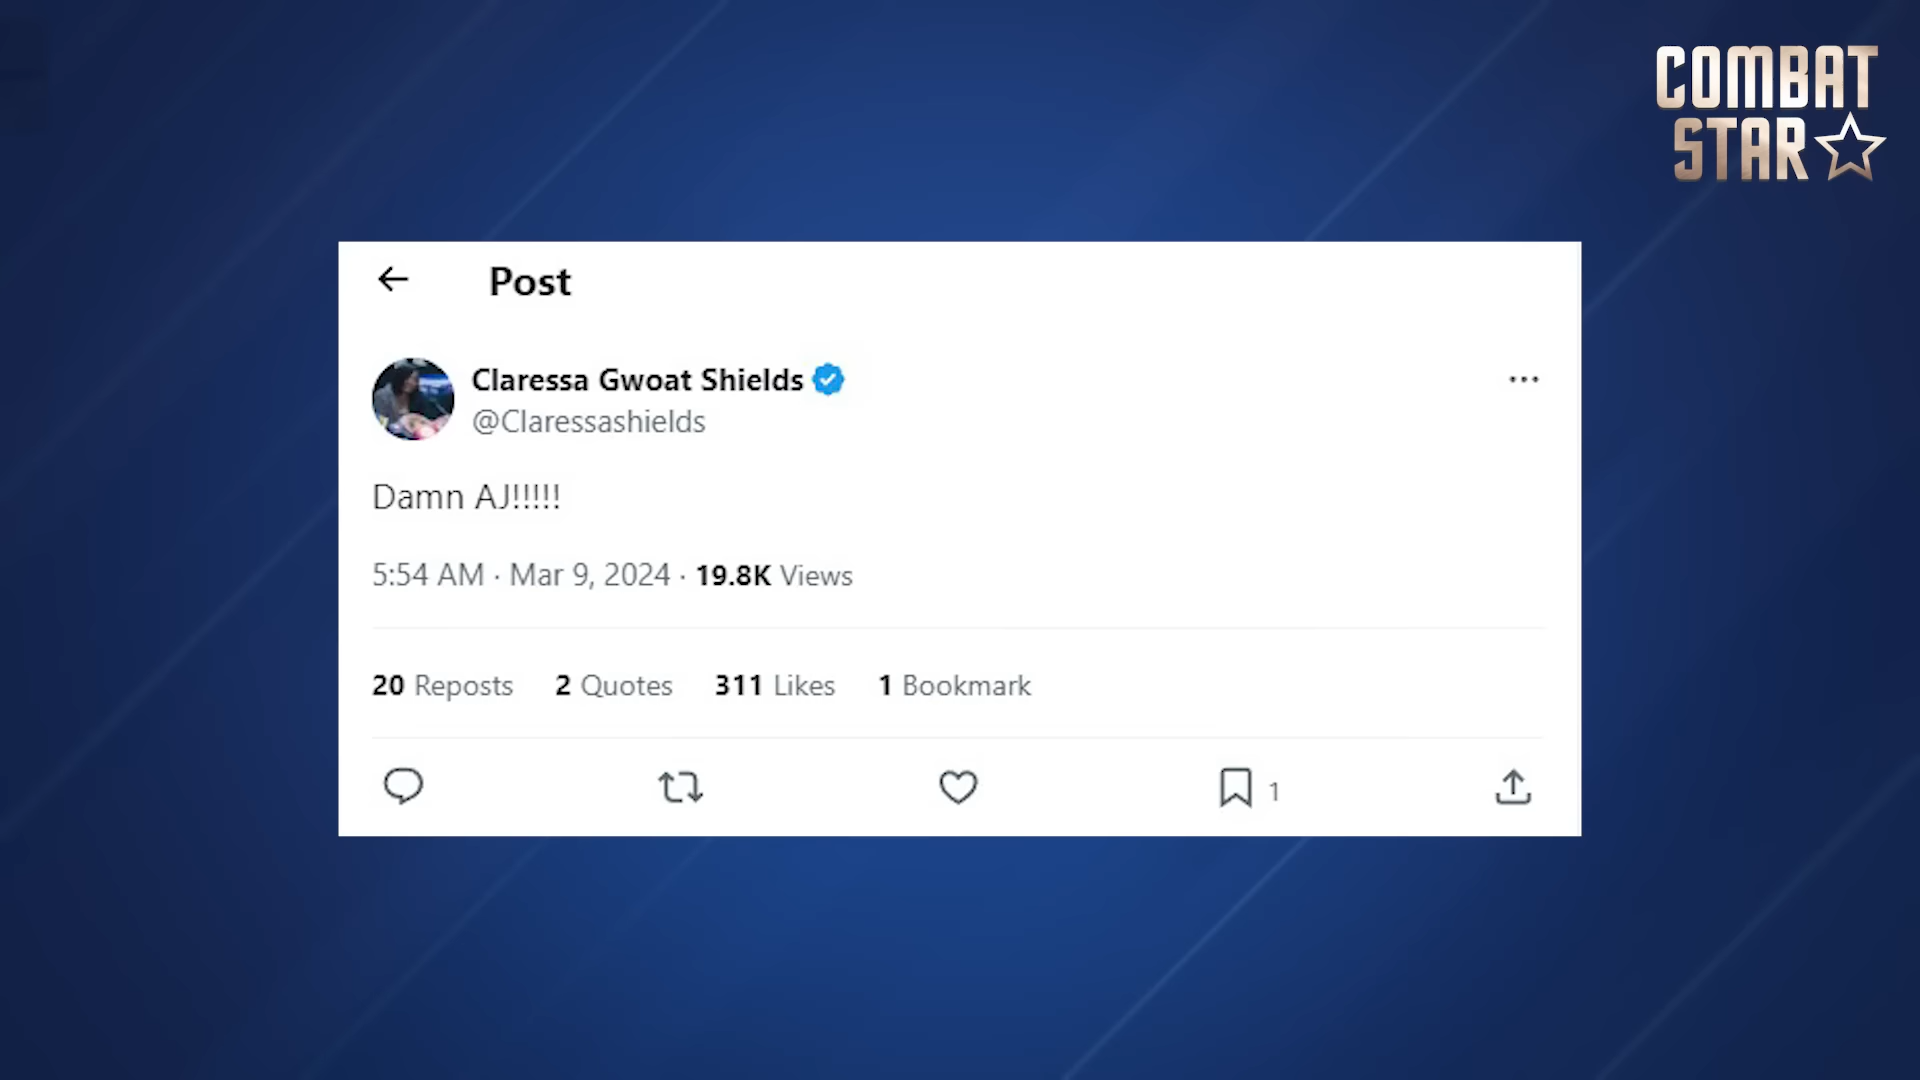 COMBAT
STAR
Post
Claressa Gwoat Shields
@Claressashields
Damn AJ!!!!!
5:54 AM · Mar 9, 2024 · 19.8K Views
20 Reposts 2 Quotes 311 Likes 1 Bookmark
1